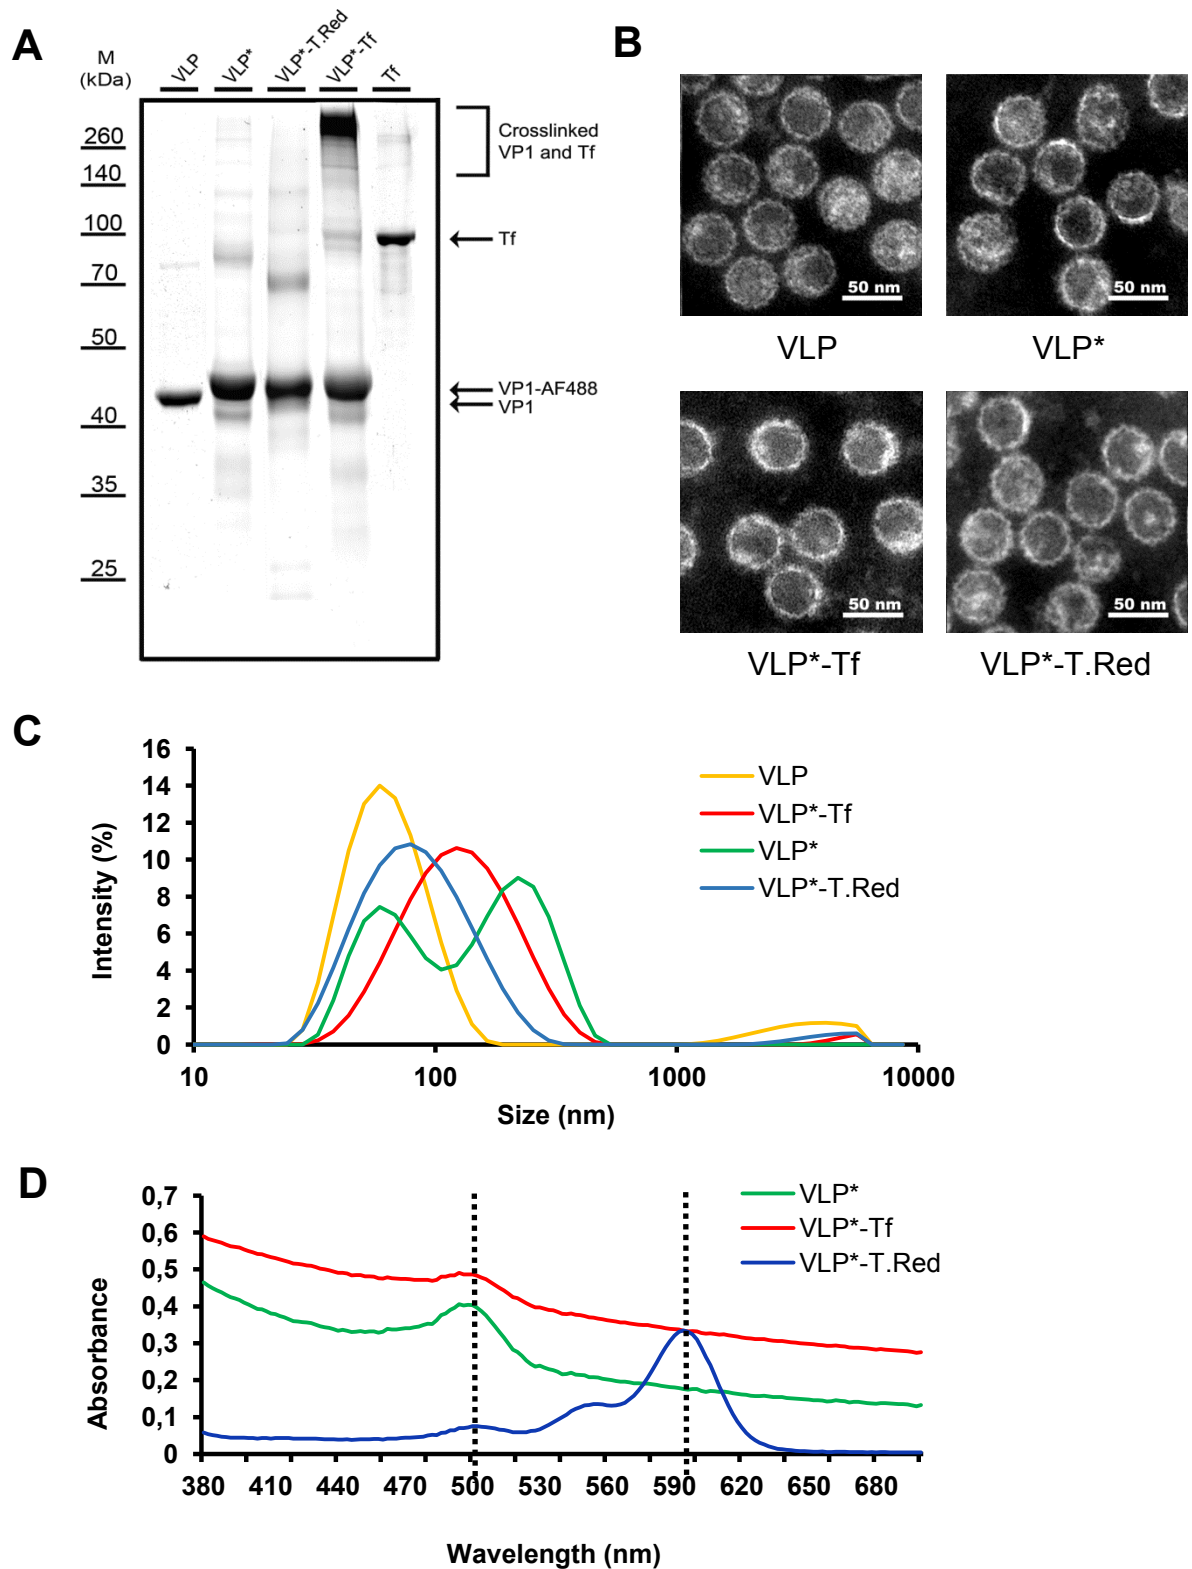 A
M
(kDa)
VLP
VLP*
VLP*-T.Red
VLP*-Tf
Tf
260
140
100
70
50
40
35
25
Crosslinked
VP1 and Tf
Tf
VP1-AF488
VP1
B
50 nm
50 nm
VLP
VLP*
50 nm
50 nm
VLP*-Tf
VLP*-T.Red
C
16
14
12
10
8
6
4
2
0
Intensity (%)
10
100
1000
10000
Size (nm)
VLP
VLP*-Tf
VLP*
VLP*-T.Red
D
0,7
0,6
0,5
0,4
0,3
0,2
0,1
0
Absorbance
380 410 440 470 500 530 560 590 620 650 680
Wavelength (nm)
VLP*
VLP*-Tf
VLP*-T.Red